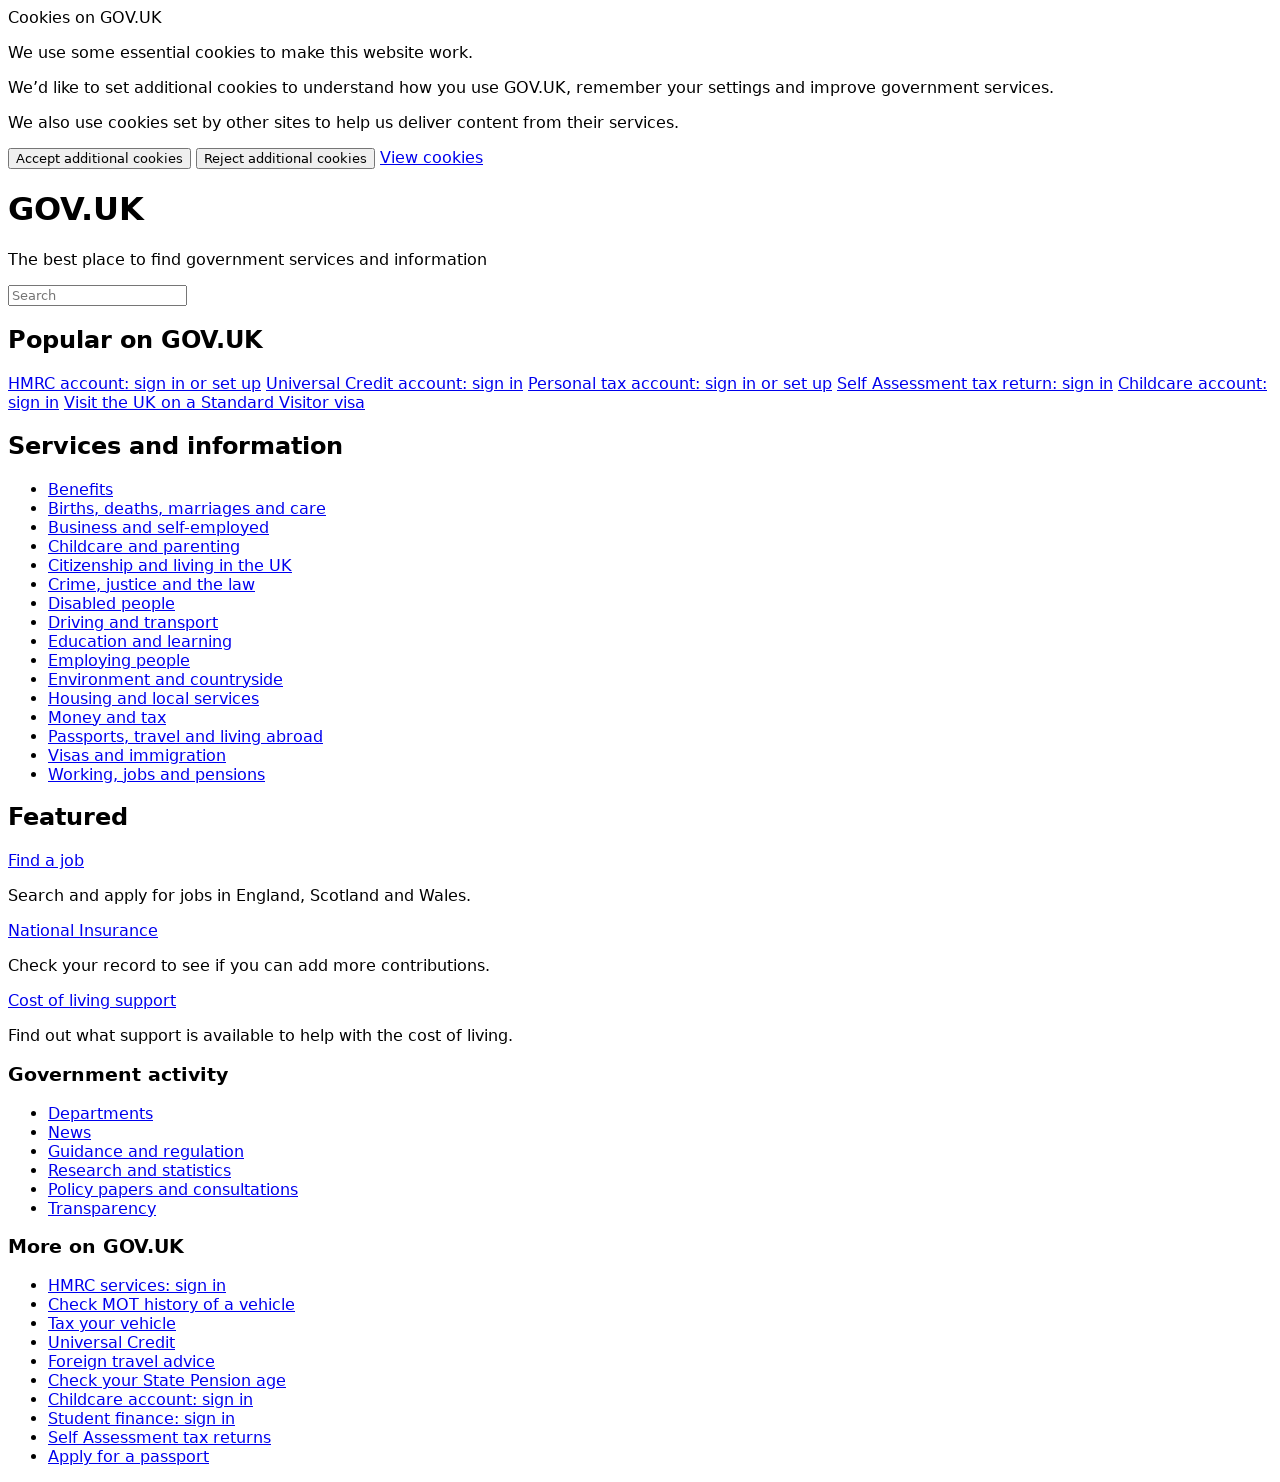 Cookies on GOV.UK
We use some essential cookies to make this website work.
We’d like to set additional cookies to understand how you use GOV.UK, remember your settings and improve government services.
We also use cookies set by other sites to help us deliver content from their services.
Accept additional cookies Reject additional cookies View cookies
GOV.UK
The best place to find government services and information
Search
Popular on GOV.UK
HMRC account: sign in or set up Universal Credit account: sign in Personal tax account: sign in or set up Self Assessment tax return: sign in Childcare account:
sign in Visit the UK on a Standard Visitor visa
Services and information
Benefits
Births, deaths, marriages and care
Business and self-employed
Childcare and parenting
Citizenship and living in the UK
Crime, justice and the law
Disabled people
Driving and transport
Education and learning
Employing people
Environment and countryside
Housing and local services
Money and tax
Passports, travel and living abroad
Visas and immigration
Working, jobs and pensions
Featured
Find a job
Search and apply for jobs in England, Scotland and Wales.
National Insurance
Check your record to see if you can add more contributions.
Cost of living support
Find out what support is available to help with the cost of living.
Government activity
Departments
News
Guidance and regulation
Research and statistics
Policy papers and consultations
Transparency
More on GOV.UK
HMRC services: sign in
Check MOT history of a vehicle
Tax your vehicle
Universal Credit
Foreign travel advice
Check your State Pension age
Childcare account: sign in
Student finance: sign in
Self Assessment tax returns
Apply for a passport